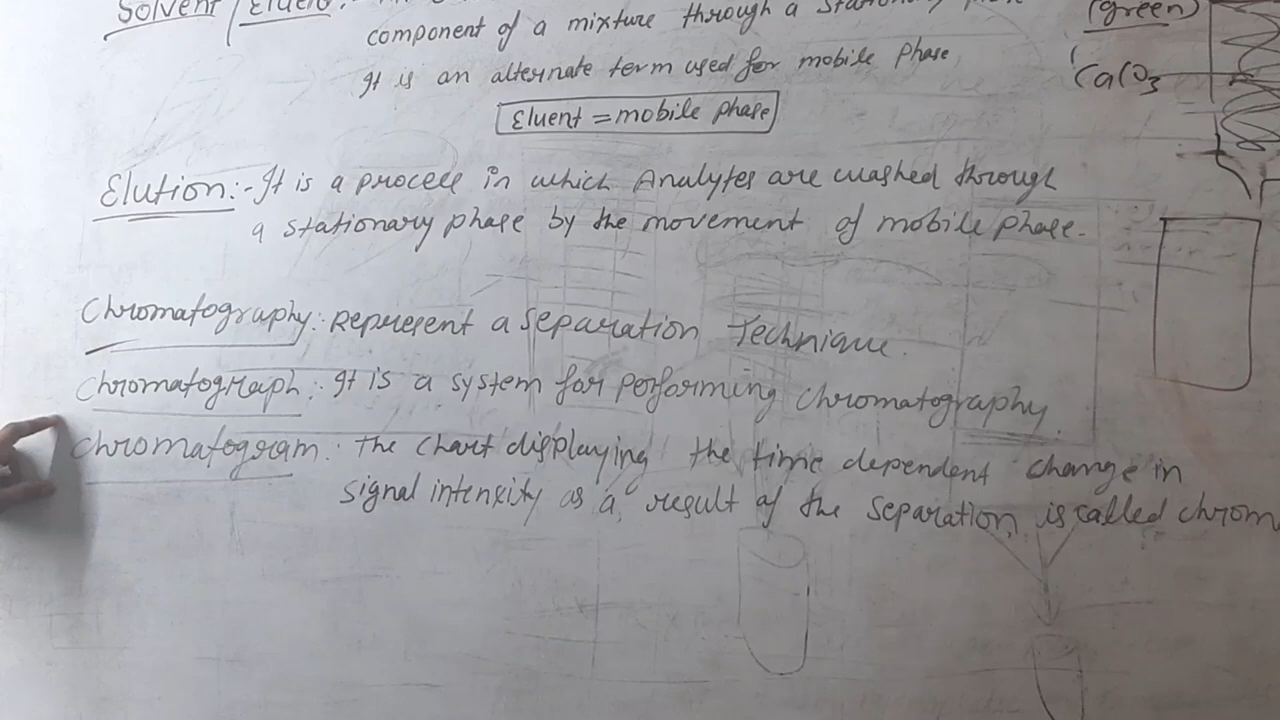 Solvent /
component of a mixture through a
It is an alternate term used for mobile phase
Eluent = mobile phase
(green)
CaCO3
Elution:- It is a process in which Analytes are washed through
a stationary phase by the movement of mobile phase.
Chromatography: Represent a separation Technique.
Chromatograph: It is a system for performing chromatography.
Chromatogram: The chart displaying the time dependent change in
signal intensity as a result of the separation is called chrom